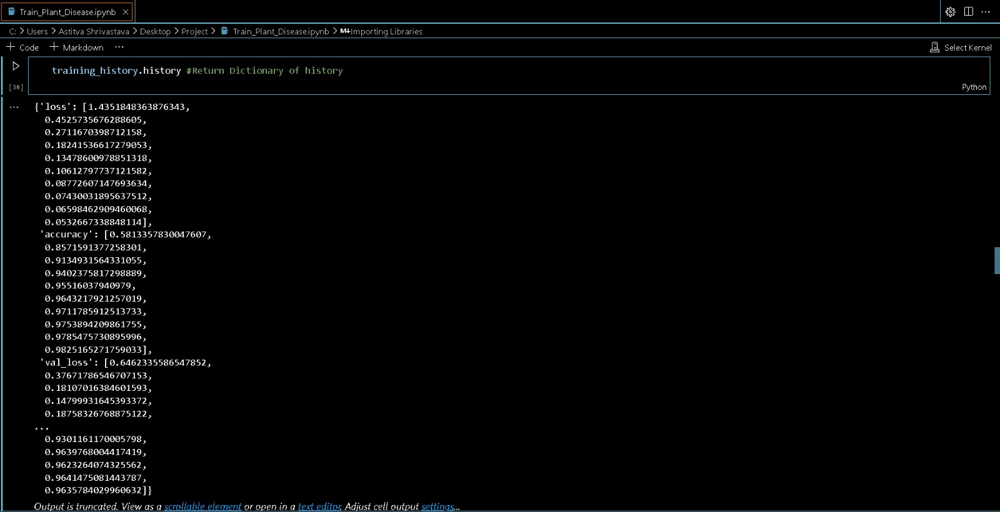 Train_Plant_Disease.ipynb
C: > Users > Astitva Shrivastava > Desktop > Project > Train_Plant_Disease.ipynb > M↓Importing Libraries
+ Code + Markdown ...
Select Kernel
training_history.history #Return Dictionary of history
[38]
Python
{'loss': [1.4351848363876343,
0.4525735676288605,
0.2711670398712158,
0.18241536617279053,
0.13478600978851318,
0.10612797737121582,
0.08772607147693634,
0.07430031895637512,
0.06598462909460068,
0.0532667338848114],
'accuracy': [0.5813357830047607,
0.8571591377258301,
0.9134931564331055,
0.9402375817298889,
0.95516037940979,
0.9643217921257019,
0.9711785912513733,
0.9753894209861755,
0.9785475730895996,
0.9825165271759033],
'val_loss': [0.6462335586547852,
0.37671786546707153,
0.18107016384601593,
0.14799931645393372,
0.18758326768875122,
...
0.9301161170005798,
0.9639768004417419,
0.9623264074325562,
0.9641475081443787,
0.9635784029960632]}
Output is truncated. View as a scrollable element or open in a text editor. Adjust cell output settings...